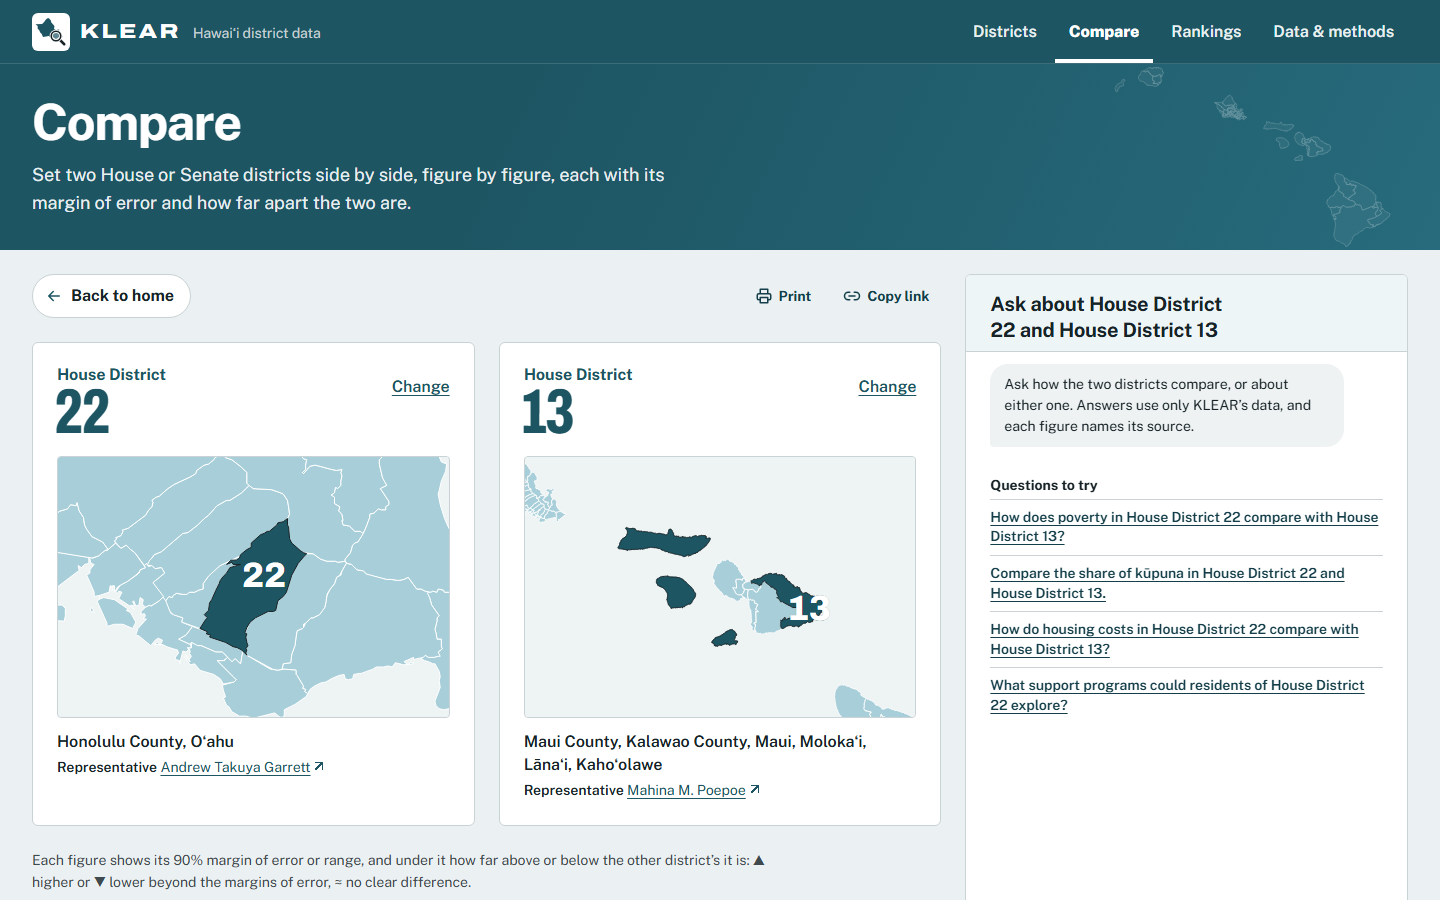 KLEAR
Hawaiʻi district data
Districts
Compare
Rankings
Data & methods
Compare
Set two House or Senate districts side by side, figure by figure, each with its
margin of error and how far apart the two are.
← Back to home
Print
Copy link
House District
22
Change
22
Honolulu County, Oʻahu
Representative Andrew Takuya Garrett
House District
13
Change
13
Maui County, Kalawao County, Maui, Molokaʻi,
Lānaʻi, Kahoʻolawe
Representative Mahina M. Poepoe
Each figure shows its 90% margin of error or range, and under it how far above or below the other district's it is: ▲
higher or ▼ lower beyond the margins of error, ≈ no clear difference.
Ask about House District
22 and House District 13
Ask how the two districts compare, or about
either one. Answers use only KLEAR's data, and
each figure names its source.
Questions to try
How does poverty in House District 22 compare with House
District 13?
Compare the share of kūpuna in House District 22 and
House District 13.
How do housing costs in House District 22 compare with
House District 13?
What support programs could residents of House District
22 explore?